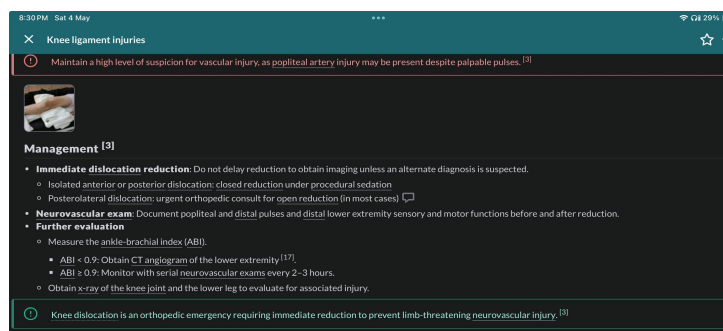 8:30 PM Sat 4 May
29%
Knee ligament injuries
Maintain a high level of suspicion for vascular injury, as popliteal artery injury may be present despite palpable pulses. [3]
Management [3]
• Immediate dislocation reduction: Do not delay reduction to obtain imaging unless an alternate diagnosis is suspected.
Isolated anterior or posterior dislocation: closed reduction under procedural sedation
Posterolateral dislocation: urgent orthopedic consult for open reduction (in most cases)
• Neurovascular exam: Document popliteal and distal pulses and distal lower extremity sensory and motor functions before and after reduction.
• Further evaluation
Measure the ankle-brachial index (ABI).
ABI < 0.9: Obtain CT angiogram of the lower extremity [17].
ABI ≥ 0.9: Monitor with serial neurovascular exams every 2–3 hours.
Obtain x-ray of the knee joint and the lower leg to evaluate for associated injury.
Knee dislocation is an orthopedic emergency requiring immediate reduction to prevent limb-threatening neurovascular injury. [3]